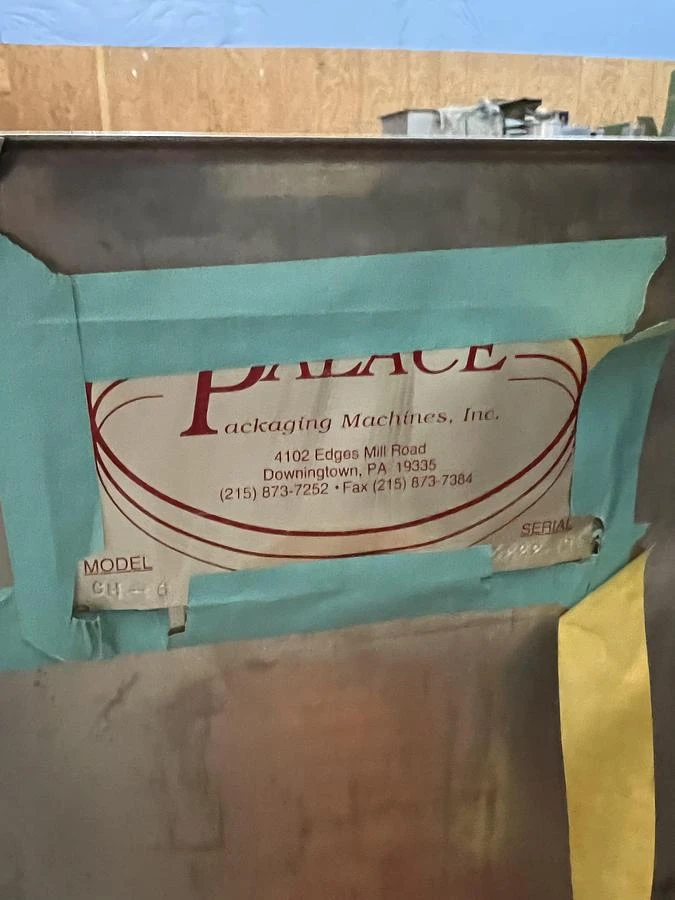 PALACE
Packaging Machines, Inc.
4102 Edges Mill Road
Downingtown, PA 19335
(215) 873-7252 • Fax (215) 873-7384
SERIAL
MODEL